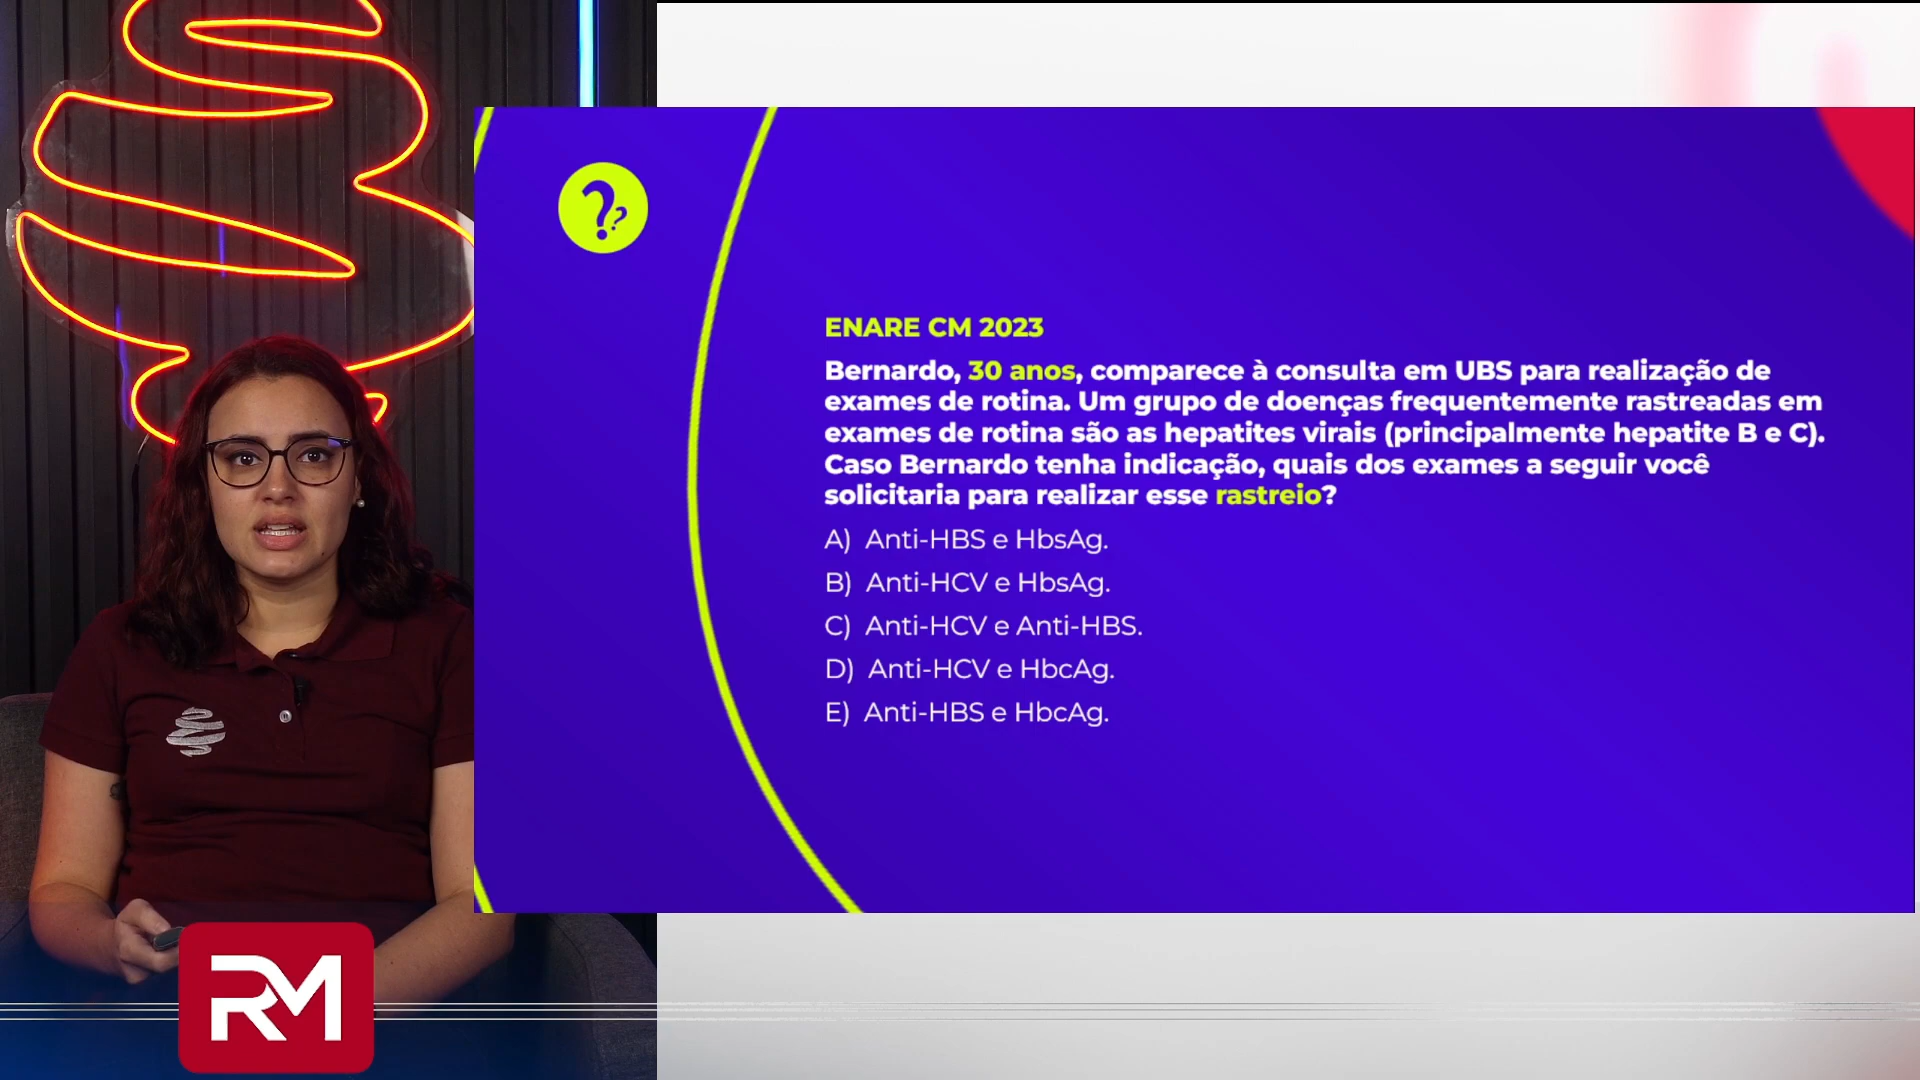 ENARE CM 2023
Bernardo, 30 anos, comparece à consulta em UBS para realização de
exames de rotina. Um grupo de doenças frequentemente rastreadas em
exames de rotina são as hepatites virais (principalmente hepatite B e C).
Caso Bernardo tenha indicação, quais dos exames a seguir você
solicitaria para realizar esse rastreio?
A) Anti-HBS e HbsAg.
B) Anti-HCV e HbsAg.
C) Anti-HCV e Anti-HBS.
D) Anti-HCV e HbcAg.
E) Anti-HBS e HbcAg.
RM